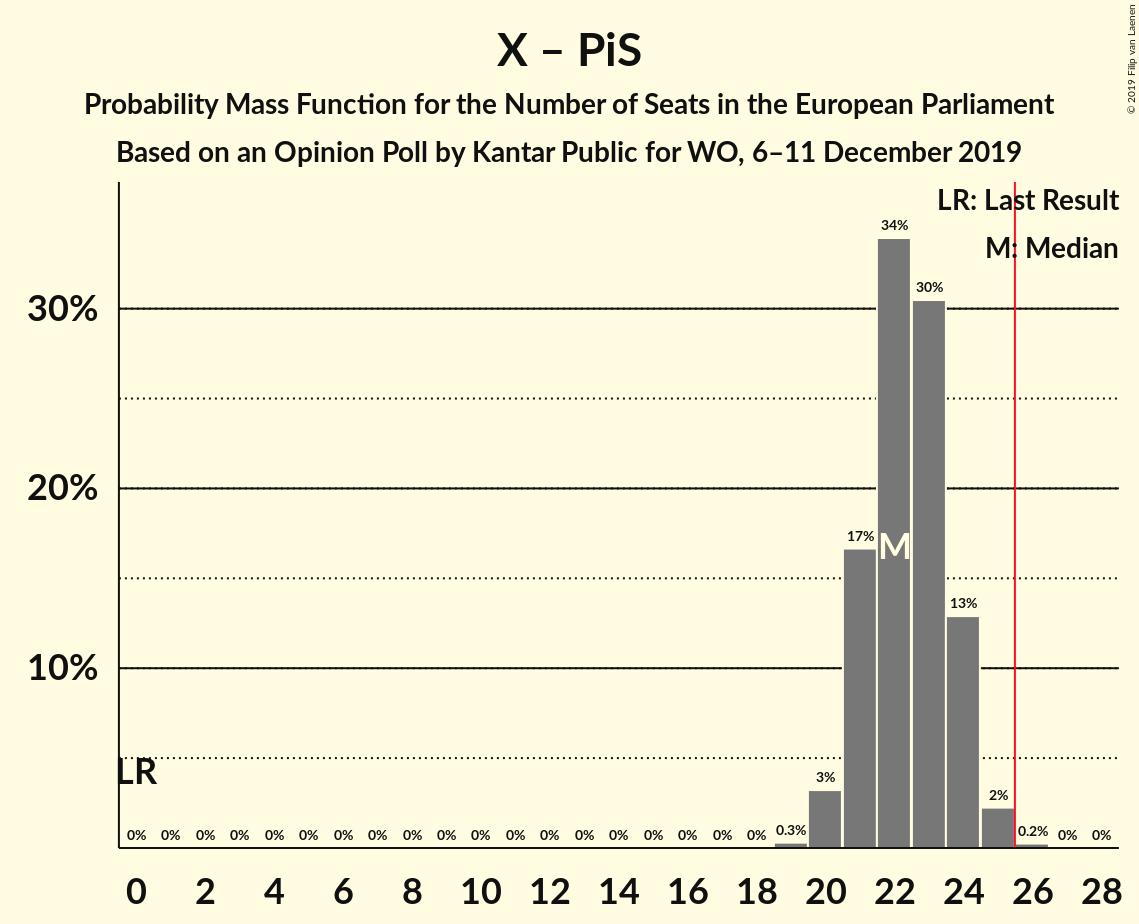 X – PiS
Probability Mass Function for the Number of Seats in the European Parliament
Based on an Opinion Poll by Kantar Public for WO, 6–11 December 2019
© 2019 Filip van Laenen
LR: Last Result
M: Median
34%
30%
30%
20%
17%
M
13%
10%
LR
3%
2%
0% 0% 0% 0% 0% 0% 0% 0% 0% 0% 0% 0% 0% 0% 0% 0% 0% 0% 0% 0.3% 0.2% 0% 0%
0 2 4 6 8 10 12 14 16 18 20 22 24 26 28